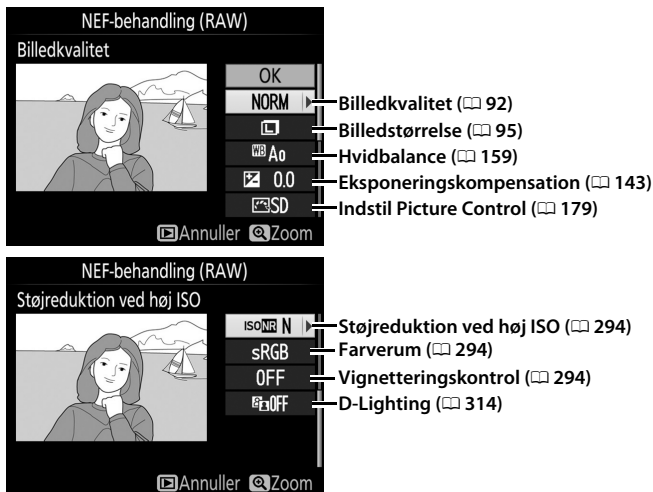 NEF-behandling (RAW)
Billedkvalitet
OK
NORM
L
WB A0
0.0
SD
Annuller Zoom
Billedkvalitet (92)
Billedstørrelse (95)
Hvidbalance (159)
Eksponeringskompensation (143)
Indstil Picture Control (179)
NEF-behandling (RAW)
Støjreduktion ved høj ISO
ISO NR N
sRGB
OFF
OFF
Annuller Zoom
Støjreduktion ved høj ISO (294)
Farverum (294)
Vignetteringskontrol (294)
D-Lighting (314)